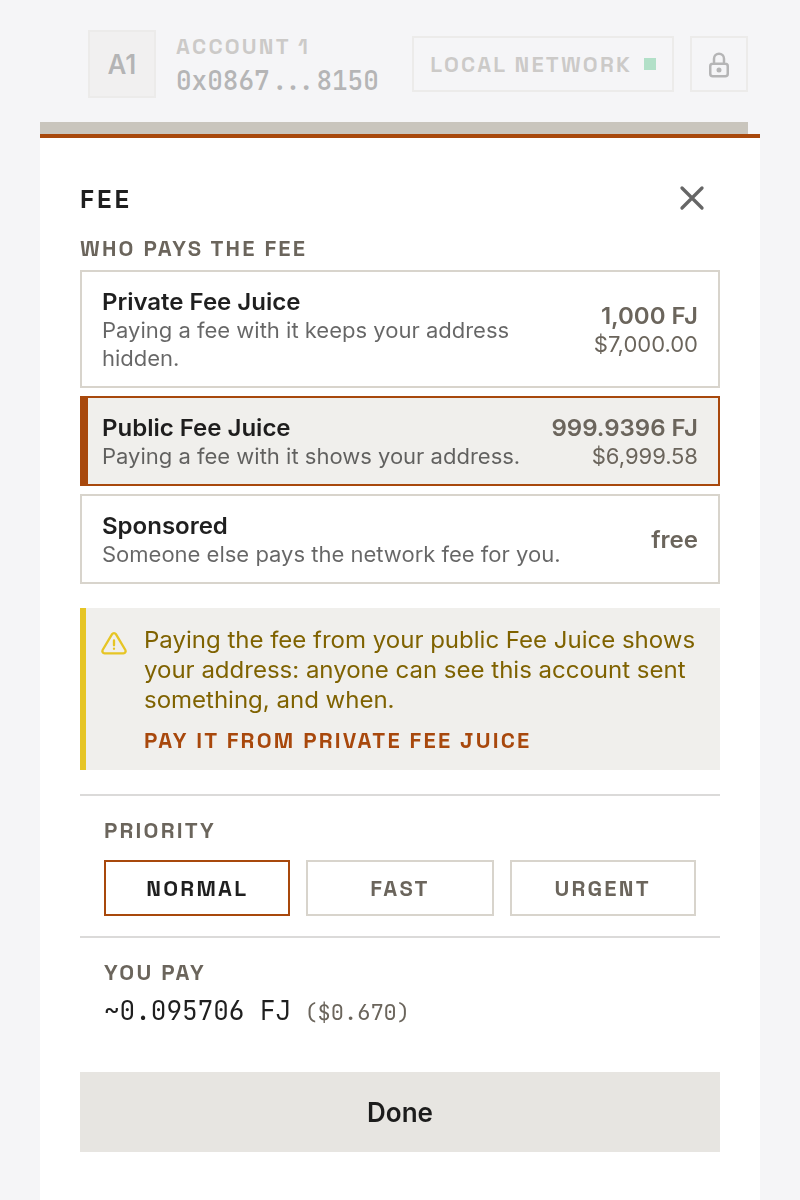 A1
ACCOUNT 1
0x0867...8150
LOCAL NETWORK
FEE
WHO PAYS THE FEE
Private Fee Juice
Paying a fee with it keeps your address
hidden.
1,000 FJ
$7,000.00
Public Fee Juice
Paying a fee with it shows your address.
999.9396 FJ
$6,999.58
Sponsored
Someone else pays the network fee for you.
free
Paying the fee from your public Fee Juice shows
your address: anyone can see this account sent
something, and when.
PAY IT FROM PRIVATE FEE JUICE
PRIORITY
NORMAL
FAST
URGENT
YOU PAY
~0.095706 FJ ($0.670)
Done